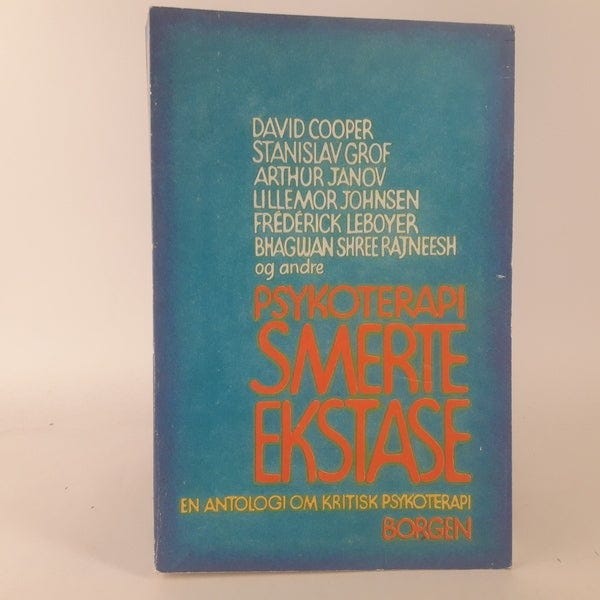 DAVID COOPER
STANISLAV GROF
ARTHUR JANOV
LILLEMOR JOHNSEN
FRÉDÉRICK LEBOYER
BHAGWAN SHREE RAJNEESH
og andre
PSYKOTERAPI
SMERTE
EKSTASE
EN ANTOLOGI OM KRITISK PSYKOTERAPI
BORGEN